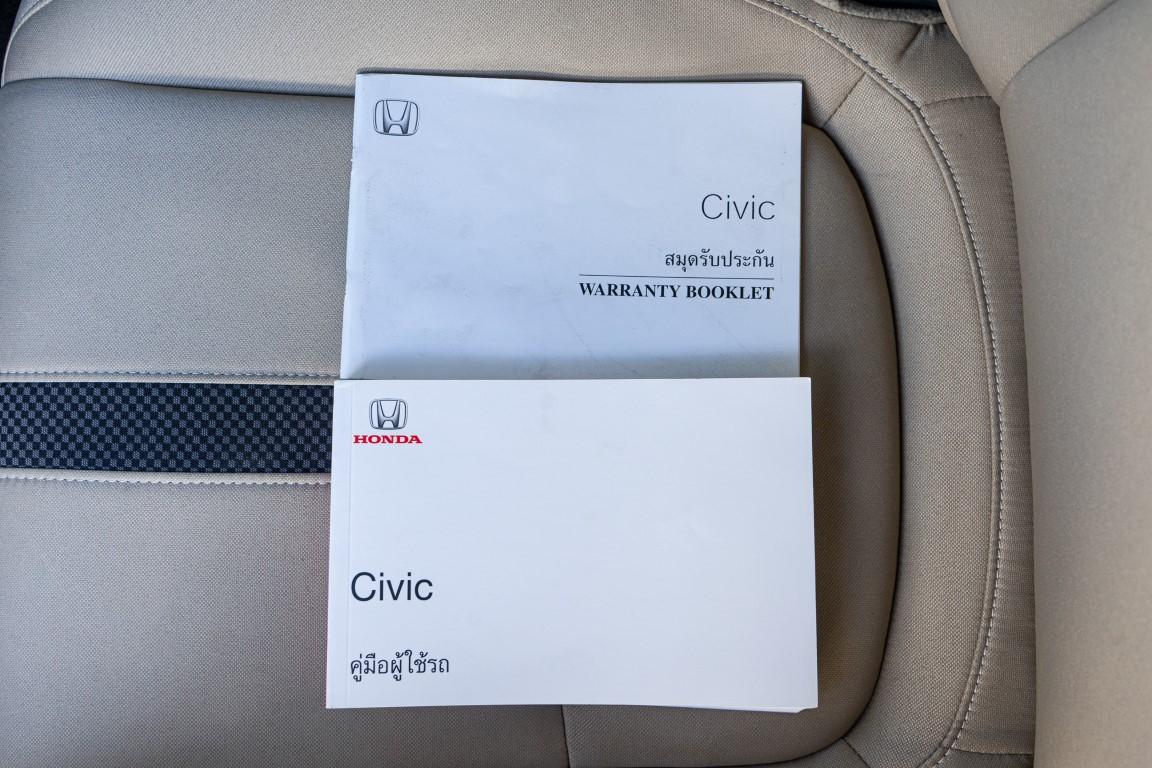 Civic
สมุดรับประกัน
WARRANTY BOOKLET
HONDA
Civic
คู่มือผู้ใช้รถ